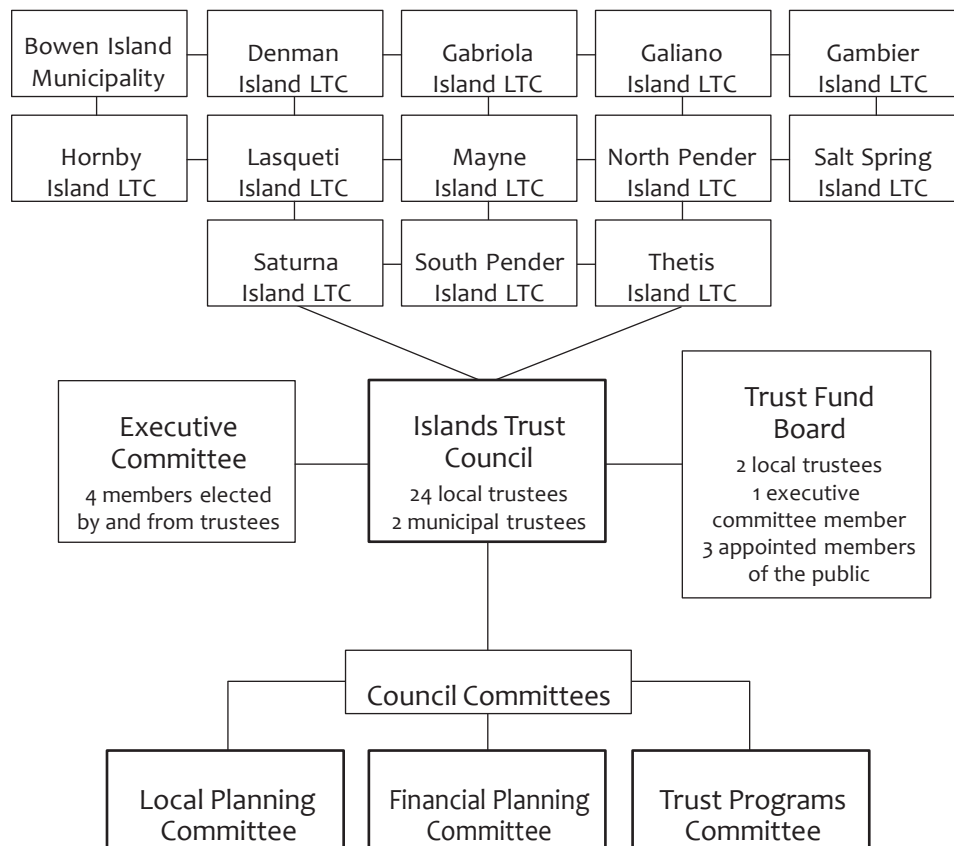 Bowen Island
Municipality
Denman
Island LTC
Gabriola
Island LTC
Galiano
Island LTC
Gambier
Island LTC
Hornby
Island LTC
Lasqueti
Island LTC
Mayne
Island LTC
North Pender
Island LTC
Salt Spring
Island LTC
Saturna
Island LTC
South Pender
Island LTC
Thetis
Island LTC
Executive
Committee
4 members elected
by and from trustees
Islands Trust
Council
24 local trustees
2 municipal trustees
Trust Fund
Board
2 local trustees
1 executive
committee member
3 appointed members
of the public
Council Committees
Local Planning
Committee
Financial Planning
Committee
Trust Programs
Committee